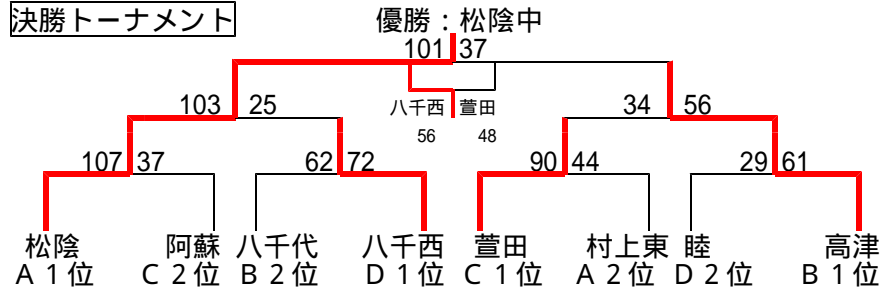 決勝トーナメント
優勝：松陰中
101 37
八千西 萱田
56 48
103 25
34 56
107 37
62 72
90 44
29 61
松陰 阿蘇 八千代 八千西 萱田 村上東 睦 高津
A１位 C２位 B２位 D１位 C１位 A２位 D２位 B１位